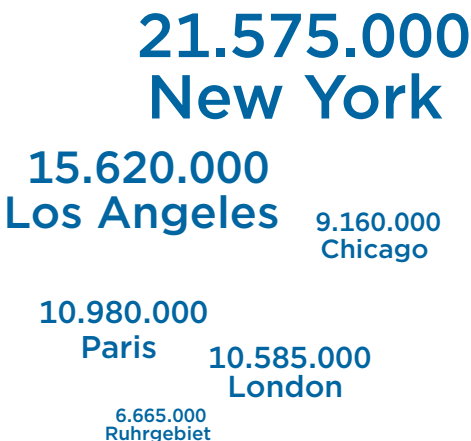 21.575.000
New York
15.620.000
Los Angeles
9.160.000
Chicago
10.980.000
Paris
10.585.000
London
6.665.000
Ruhrgebiet